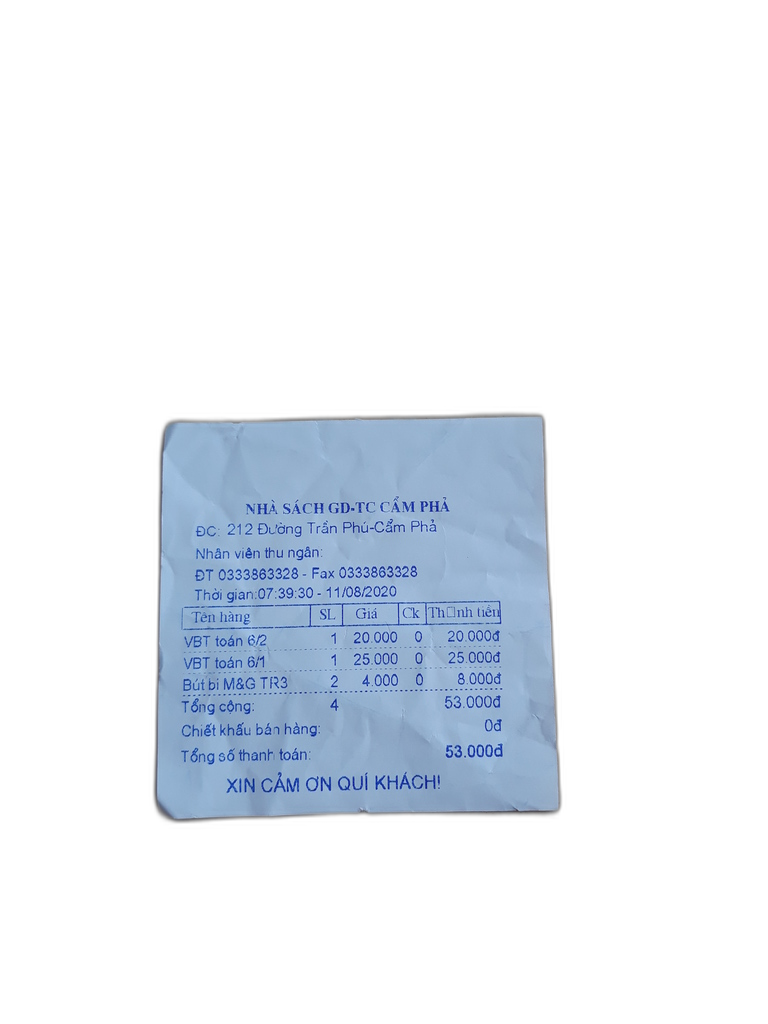 NHÀ SÁCH GD-TC CẨM PHẢ
ĐC: 212 Đường Trần Phú-Cẩm Phả
Nhân viên thu ngân:
ĐT 0333863328 - Fax 0333863328
Thời gian:07:39:30 - 11/08/2020
Tên hàng SL Giá Ck Th□nh tiền
VBT toán 6/2 1 20.000 0 20.000đ
VBT toán 6/1 1 25.000 0 25.000đ
Bút bi M&G TR3 2 4.000 0 8.000đ
Tổng cộng: 4 53.000đ
Chiết khấu bán hàng: 0đ
Tổng số thanh toán: 53.000đ
XIN CẢM ƠN QUÍ KHÁCH!